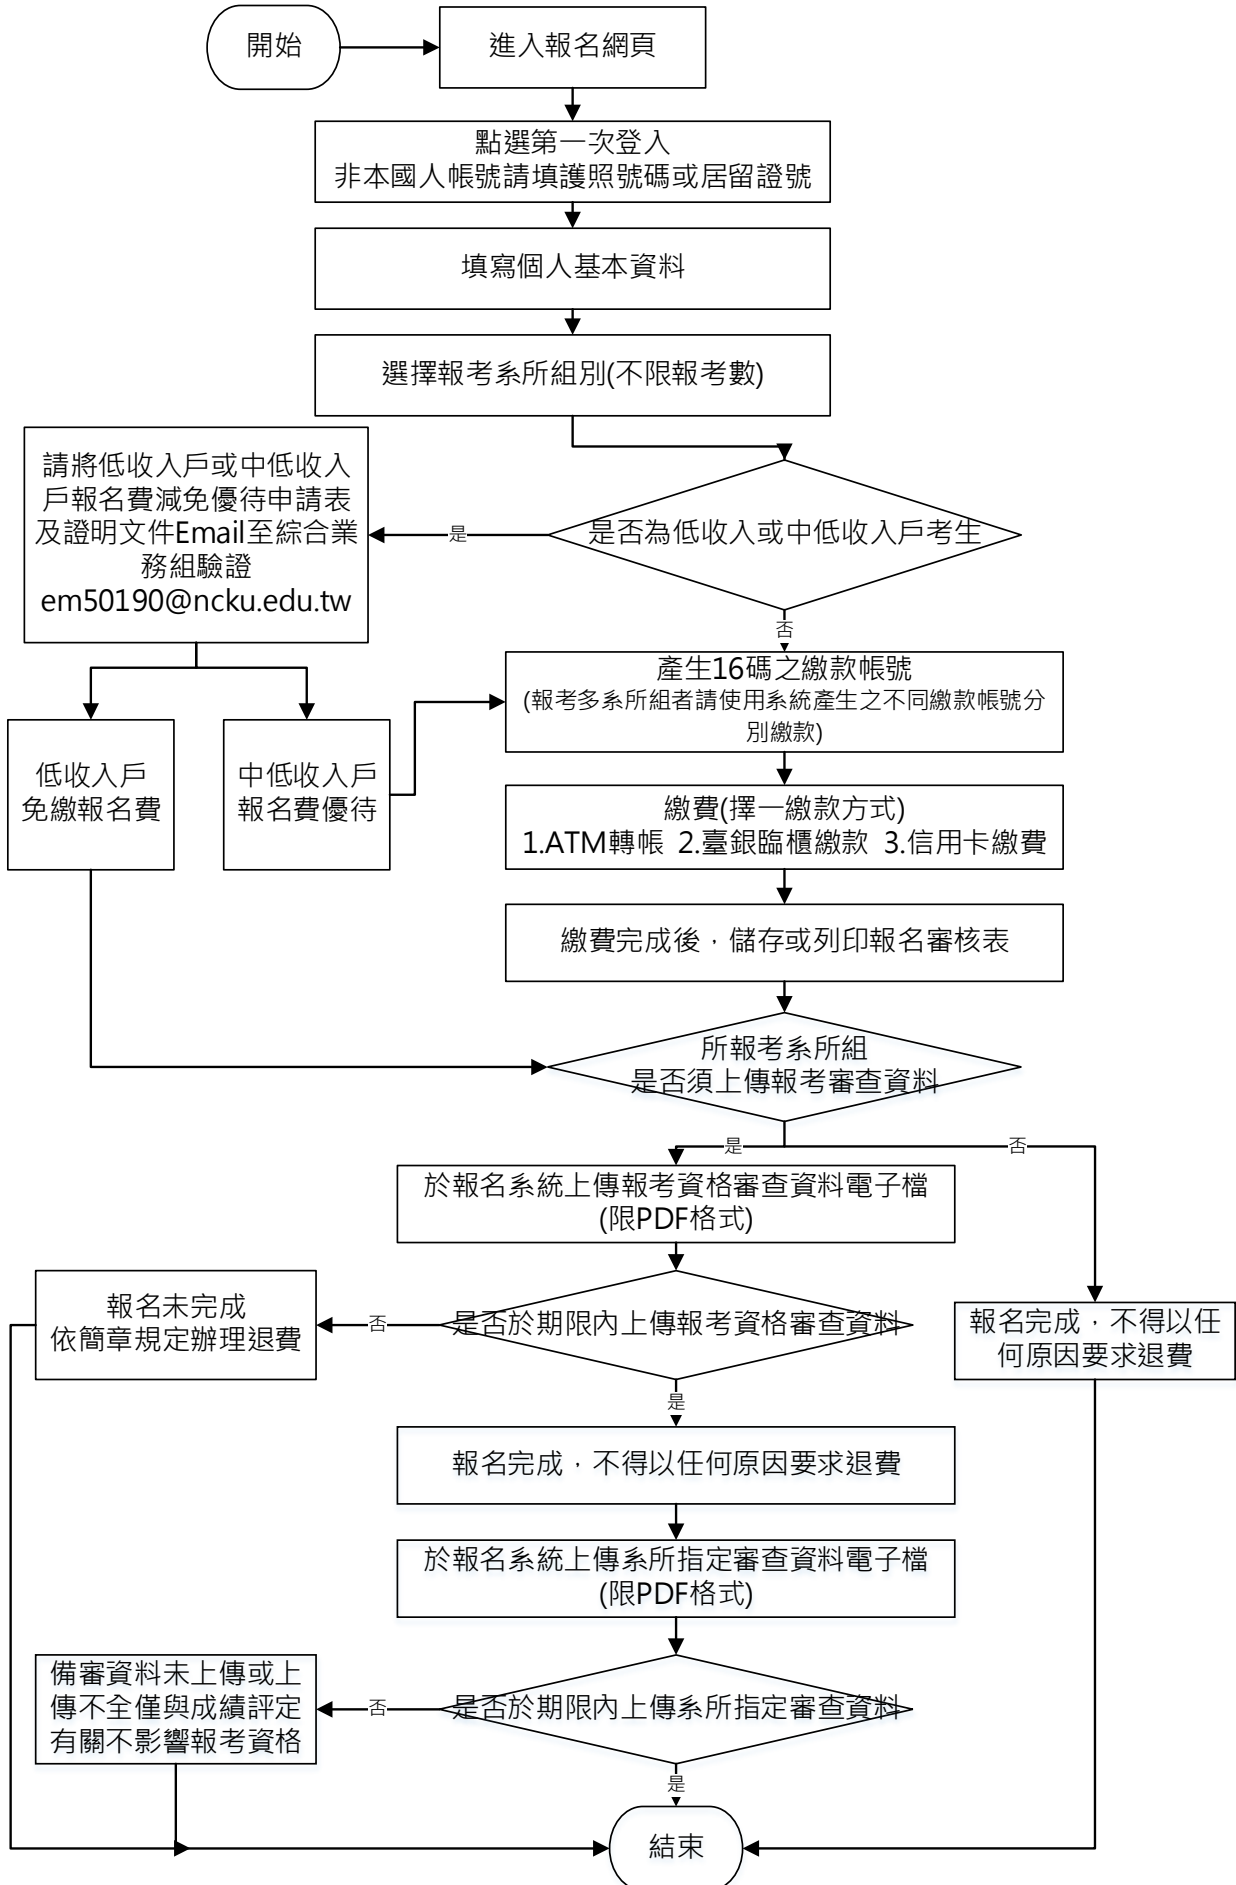 開始
進入報名網頁
點選第一次登入
非本國人帳號請填護照號碼或居留證號
填寫個人基本資料
選擇報考系所組別(不限報考數)
請將低收入戶或中低收入
戶報名費減免優待申請表
及證明文件Email至綜合業
務組驗證
em50190@ncku.edu.tw
是
是否為低收入或中低收入戶考生
否
低收入戶
免繳報名費
中低收入戶
報名費優待
產生16碼之繳款帳號
(報考多系所組者請使用系統產生之不同繳款帳號分
別繳款)
繳費(擇一繳款方式)
1.ATM轉帳 2.臺銀臨櫃繳款 3.信用卡繳費
繳費完成後，儲存或列印報名審核表
所報考系所組
是否須上傳報考審查資料
是
否
於報名系統上傳報考資格審查資料電子檔
(限PDF格式)
報名未完成
依簡章規定辦理退費
否
是否於期限內上傳報考資格審查資料
報名完成，不得以任
何原因要求退費
是
報名完成，不得以任何原因要求退費
於報名系統上傳系所指定審查資料電子檔
(限PDF格式)
備審資料未上傳或上
傳不全僅與成績評定
有關不影響報考資格
否
是否於期限內上傳系所指定審查資料
是
結束